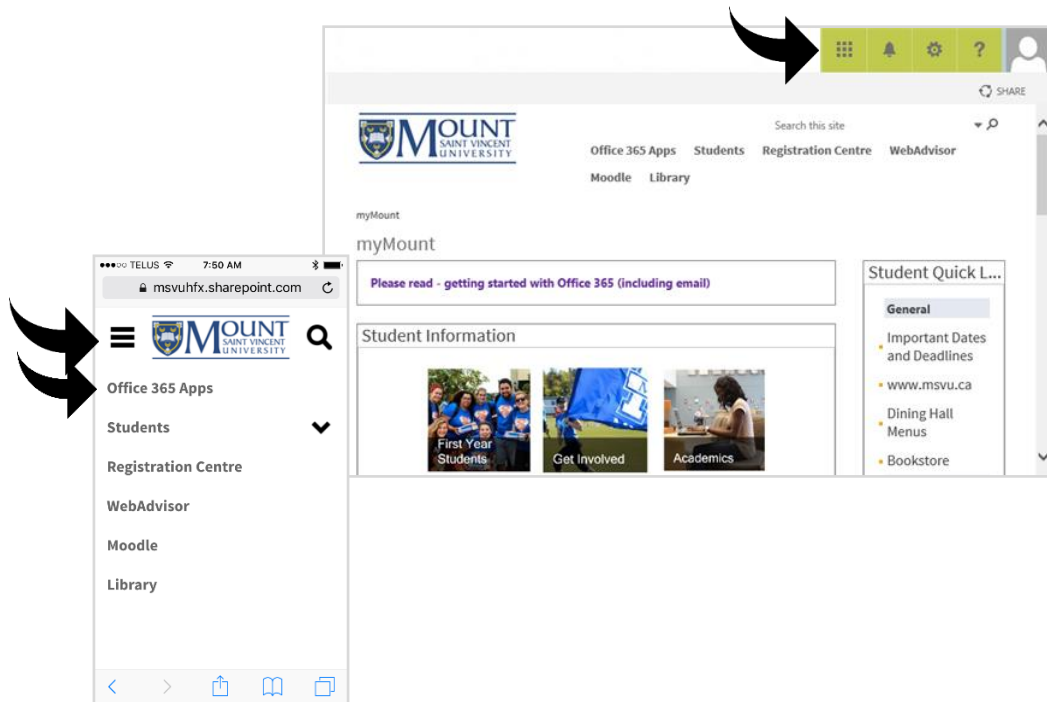 ?
SHARE
MOUNT
SAINT VINCENT
UNIVERSITY
Search this site
Office 365 Apps Students Registration Centre WebAdvisor
Moodle Library
myMount
myMount
Please read - getting started with Office 365 (including email)
Student Information
First Year
Students
Get Involved
Academics
Student Quick L...
General
Important Dates
and Deadlines
www.msvu.ca
Dining Hall
Menus
Bookstore
TELUS 7:50 AM
msvuhfx.sharepoint.com
MOUNT
SAINT VINCENT
UNIVERSITY
Office 365 Apps
Students
Registration Centre
WebAdvisor
Moodle
Library